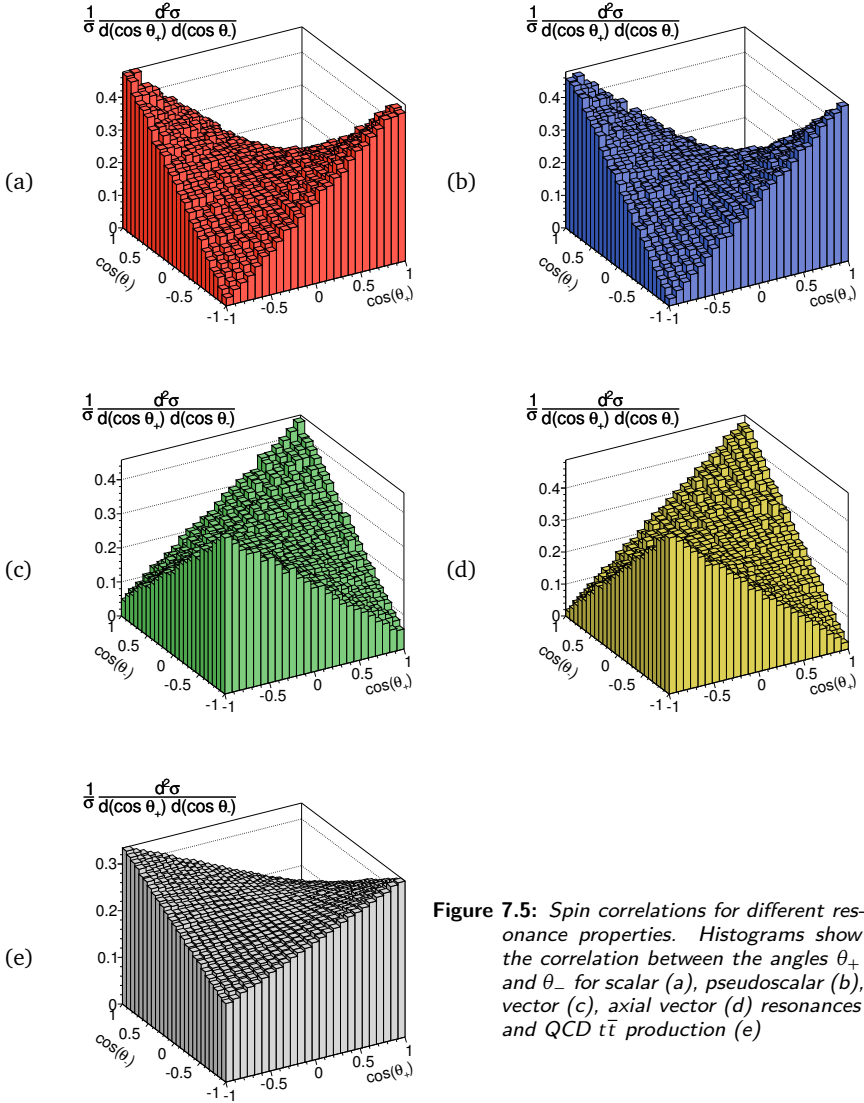 1/σ d²σ/d(cos θ₊) d(cos θ₋)
(a)
0.4
0.3
0.2
0.1
0
1
0.5
0
-0.5
-1
cos(θ₋)
-1
-0.5
0
0.5
1
cos(θ₊)
1/σ d²σ/d(cos θ₊) d(cos θ₋)
(b)
0.4
0.3
0.2
0.1
0
1
0.5
0
-0.5
-1
cos(θ₋)
-1
-0.5
0
0.5
1
cos(θ₊)
1/σ d²σ/d(cos θ₊) d(cos θ₋)
(c)
0.4
0.3
0.2
0.1
0
1
0.5
0
-0.5
-1
cos(θ₋)
-1
-0.5
0
0.5
1
cos(θ₊)
1/σ d²σ/d(cos θ₊) d(cos θ₋)
(d)
0.4
0.3
0.2
0.1
0
1
0.5
0
-0.5
-1
cos(θ₋)
-1
-0.5
0
0.5
1
cos(θ₊)
1/σ d²σ/d(cos θ₊) d(cos θ₋)
(e)
0.3
0.2
0.1
0
1
0.5
0
-0.5
-1
cos(θ₋)
-1
-0.5
0
0.5
1
cos(θ₊)
Figure 7.5: Spin correlations for different res-
onance properties. Histograms show
the correlation between the angles θ₊
and θ₋ for scalar (a), pseudoscalar (b),
vector (c), axial vector (d) resonances
and QCD tt̅ production (e)